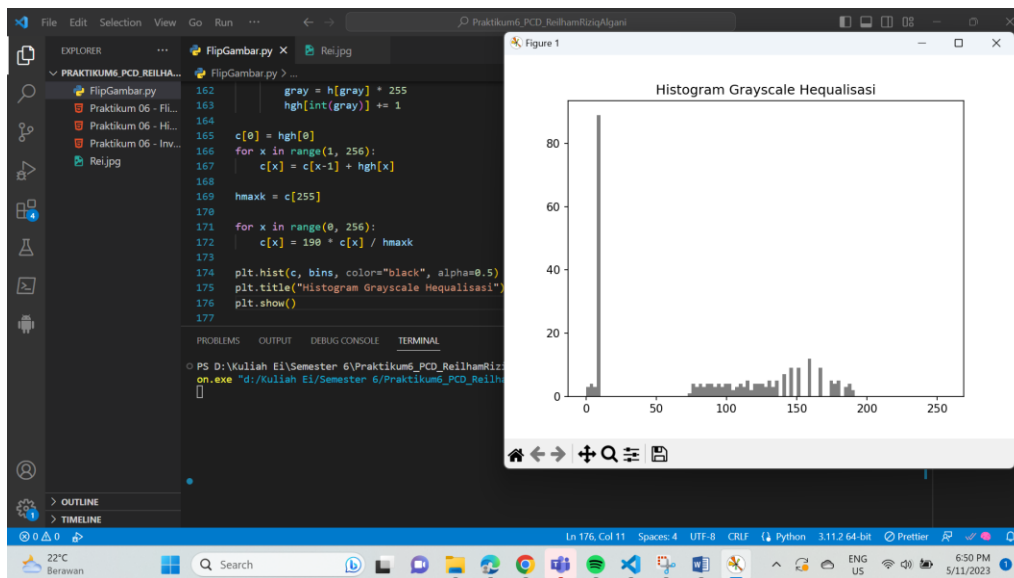 File Edit Selection View Go Run ··· Praktikum6_PCD_ReilhamRiziqAlgani
EXPLORER ···
PRAKTIKUM6_PCD_REILHA...
FlipGambar.py
Praktikum 06 - Fli...
Praktikum 06 - Hi...
Praktikum 06 - Inv...
Rei.jpg
OUTLINE
TIMELINE
4
1
FlipGambar.py Rei.jpg
FlipGambar.py > ...
162 gray = h[gray] * 255
163 hgh[int(gray)] += 1
164
165 c[0] = hgh[0]
166 for x in range(1, 256):
167 c[x] = c[x-1] + hgh[x]
168
169 hmaxk = c[255]
170
171 for x in range(0, 256):
172 c[x] = 190 * c[x] / hmaxk
173
174 plt.hist(c, bins, color="black", alpha=0.5)
175 plt.title("Histogram Grayscale Hequalisasi")
176 plt.show()
177
PROBLEMS OUTPUT DEBUG CONSOLE TERMINAL
PS D:\Kuliah Ei\Semester 6\Praktikum6_PCD_ReilhamRizi
on.exe "d:/Kuliah Ei/Semester 6/Praktikum6_PCD_Reilha
Figure 1
Histogram Grayscale Hequalisasi
80
60
40
20
0
0 50 100 150 200 250
0 0 Ln 176, Col 11 Spaces: 4 UTF-8 CRLF Python 3.11.2 64-bit Prettier
22°C
Berawan
Search
ENG
US
6:50 PM
5/11/2023
1